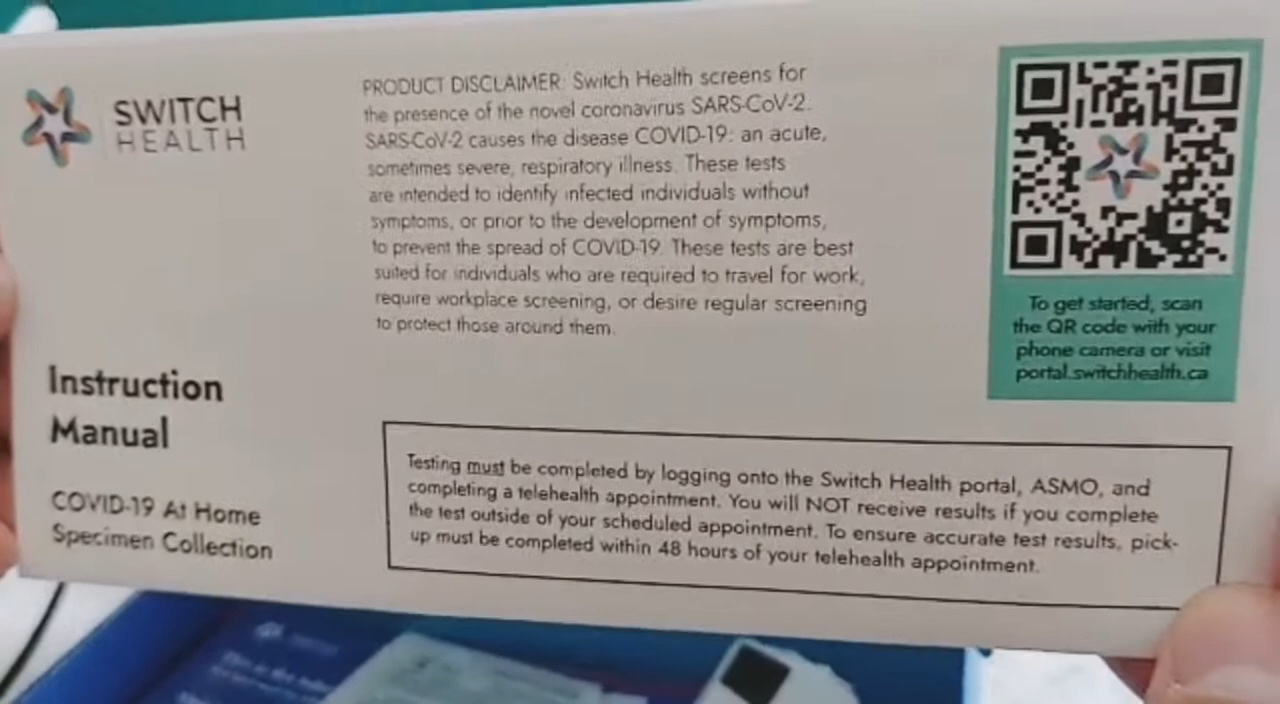 SWITCH
HEALTH
PRODUCT DISCLAIMER: Switch Health screens for
the presence of the novel coronavirus SARS-CoV-2.
SARS-CoV-2 causes the disease COVID-19: an acute,
sometimes severe, respiratory illness. These tests
are intended to identify infected individuals without
symptoms, or prior to the development of symptoms,
to prevent the spread of COVID-19. These tests are best
suited for individuals who are required to travel for work,
require workplace screening, or desire regular screening
to protect those around them.
To get started, scan
the QR code with your
phone camera or visit
portal.switchhealth.ca
Instruction
Manual
COVID-19 At Home
Specimen Collection
Testing must be completed by logging onto the Switch Health portal, ASMO, and
completing a telehealth appointment. You will NOT receive results if you complete
the test outside of your scheduled appointment. To ensure accurate test results, pick-
up must be completed within 48 hours of your telehealth appointment.